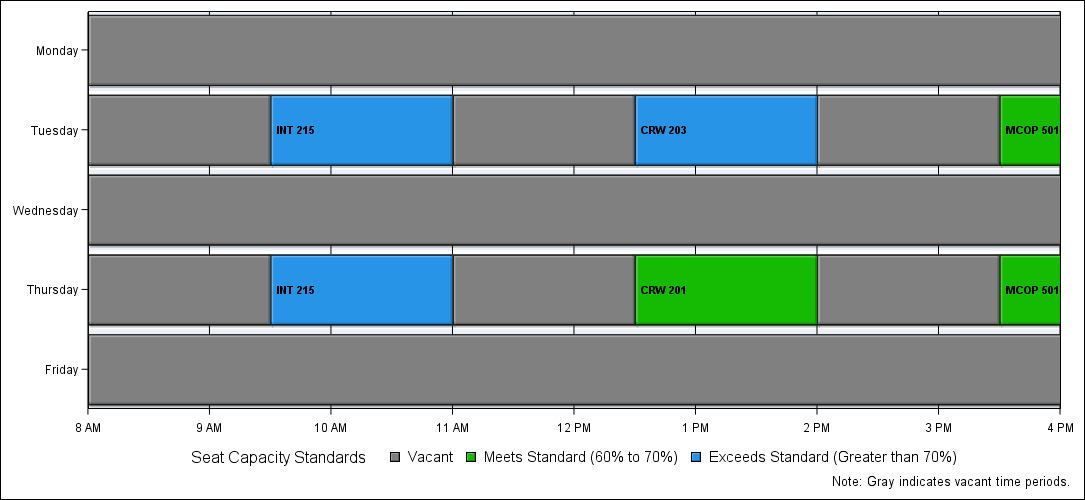 Monday
Tuesday
INT 215
CRW 203
MCOP 501
Wednesday
Thursday
INT 215
CRW 201
MCOP 501
Friday
8 AM 9 AM 10 AM 11 AM 12 PM 1 PM 2 PM 3 PM 4 PM
Seat Capacity Standards Vacant Meets Standard (60% to 70%) Exceeds Standard (Greater than 70%)
Note: Gray indicates vacant time periods.